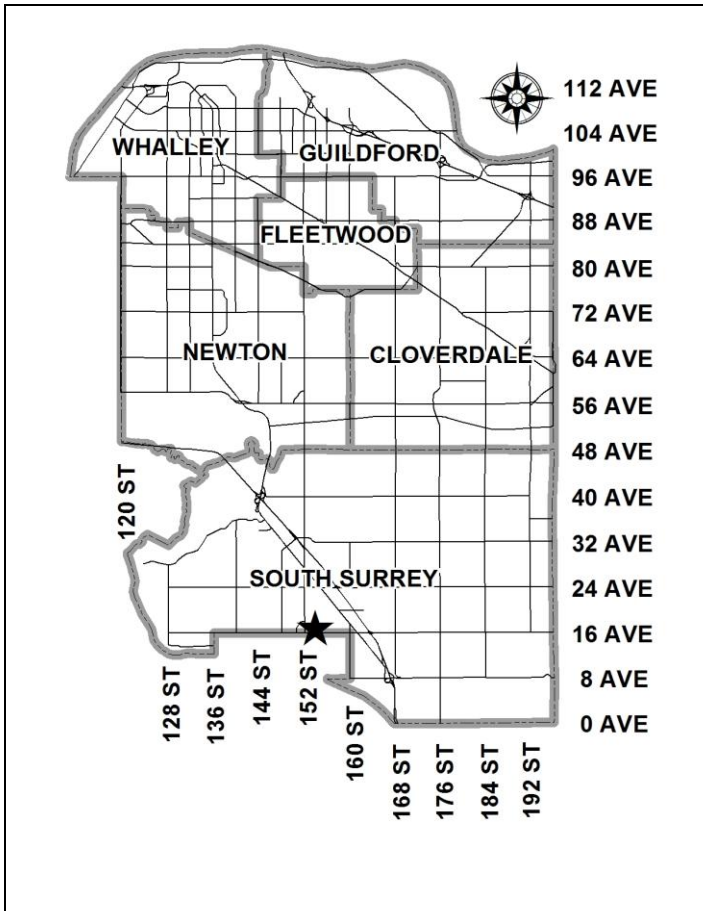 112 AVE
104 AVE
WHALLEY
GUILDFORD
96 AVE
88 AVE
FLEETWOOD
80 AVE
72 AVE
NEWTON
CLOVERDALE
64 AVE
56 AVE
48 AVE
120 ST
40 AVE
32 AVE
SOUTH SURREY
24 AVE
16 AVE
128 ST
136 ST
144 ST
152 ST
8 AVE
160 ST
0 AVE
168 ST
176 ST
184 ST
192 ST